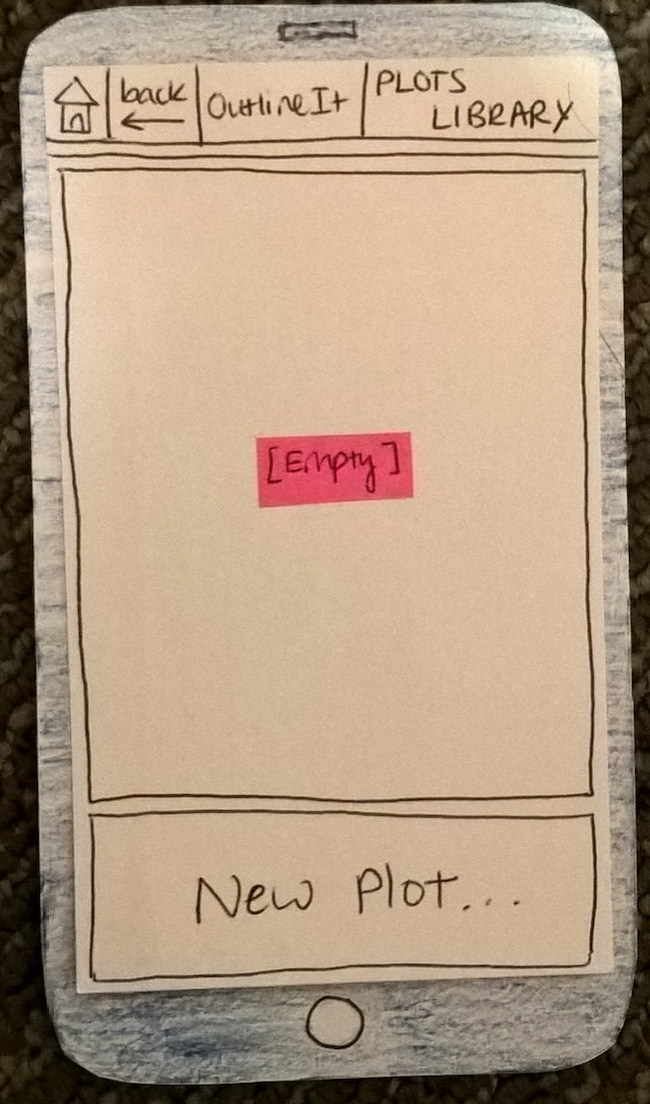 back
OutlineIt
PLOTS
LIBRARY
[Empty]
New Plot...